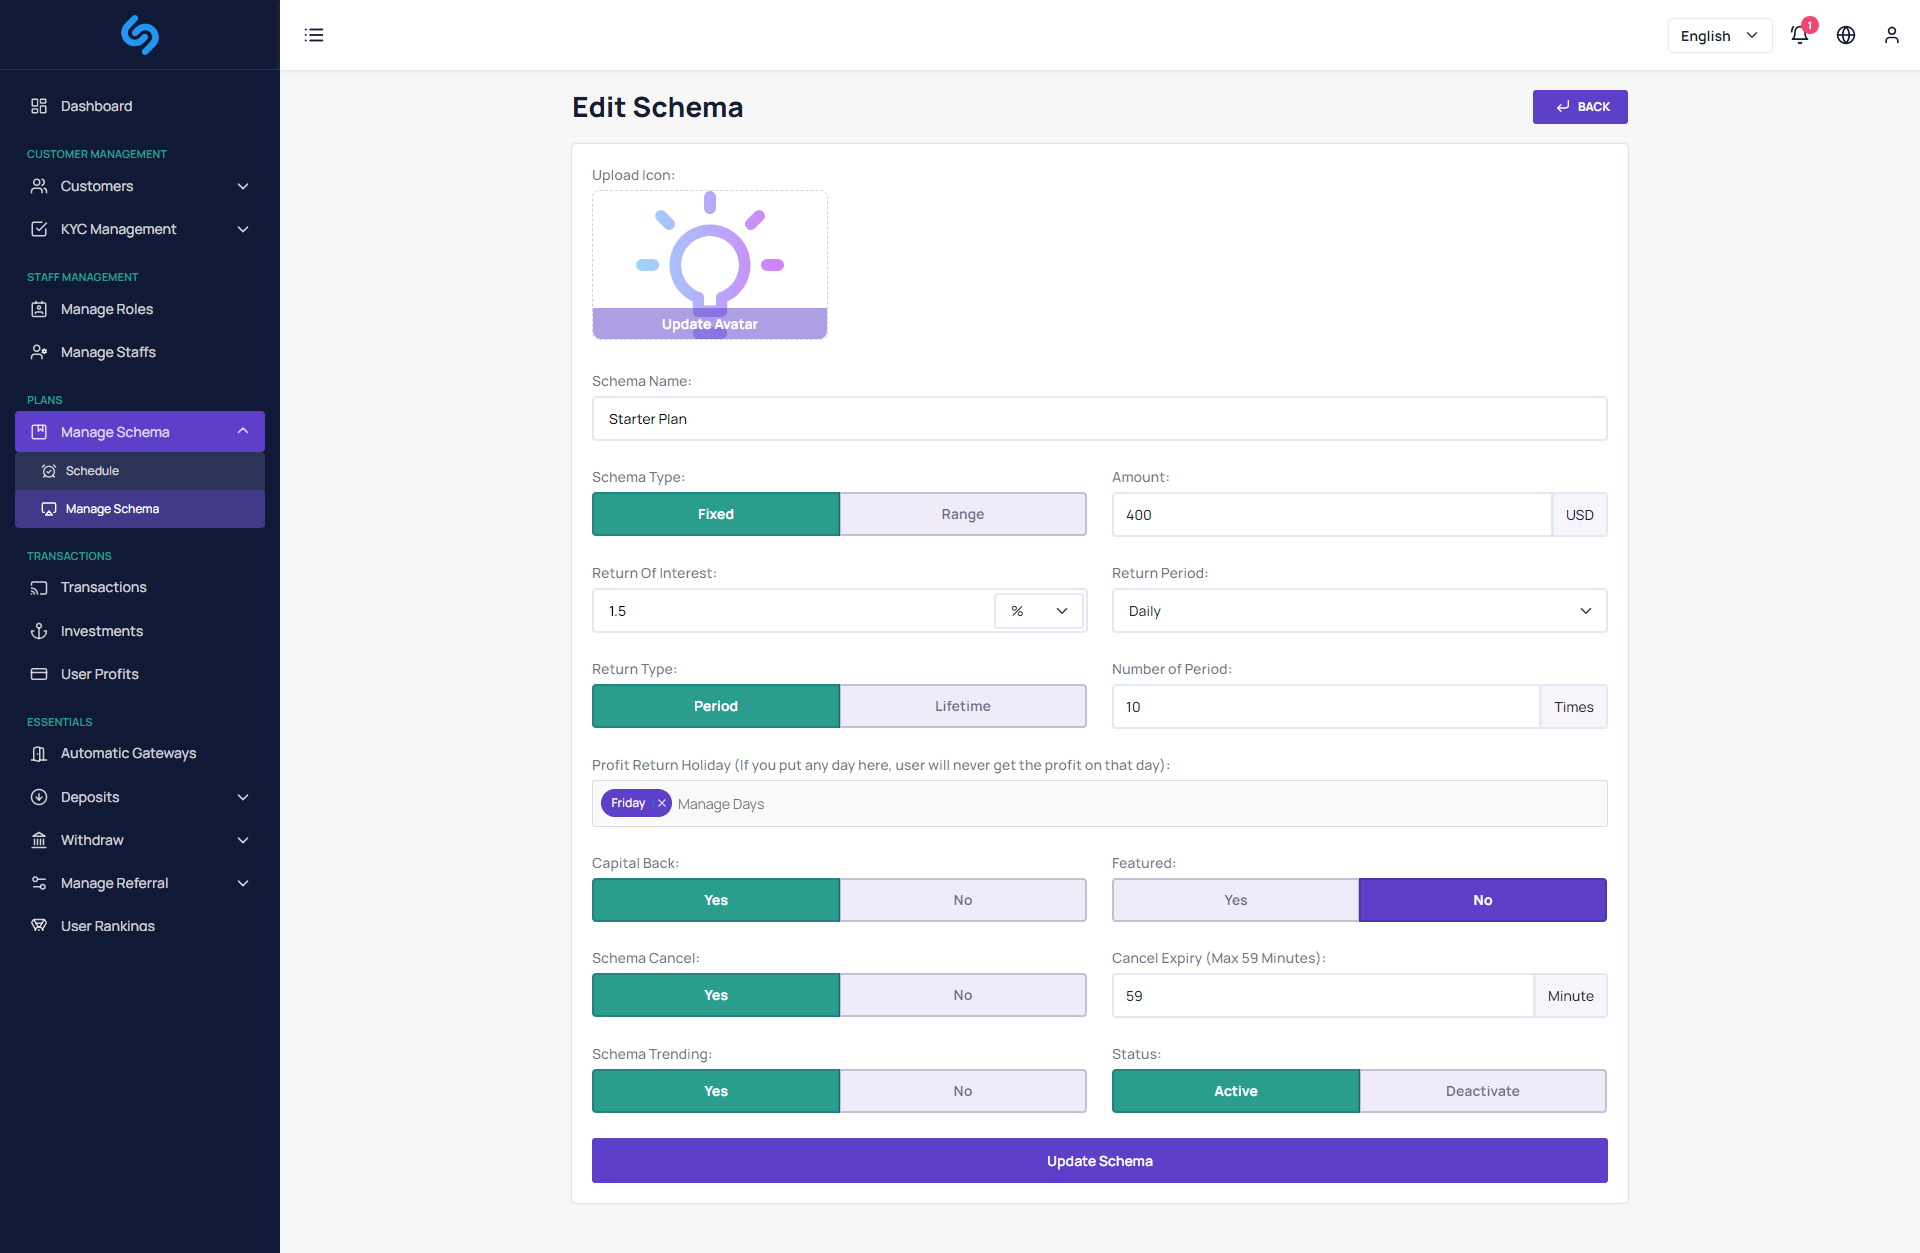 English
1
Dashboard
CUSTOMER MANAGEMENT
Customers
KYC Management
STAFF MANAGEMENT
Manage Roles
Manage Staffs
PLANS
Manage Schema
Schedule
Manage Schema
TRANSACTIONS
Transactions
Investments
User Profits
ESSENTIALS
Automatic Gateways
Deposits
Withdraw
Manage Referral
User Rankings
Edit Schema
BACK
Upload Icon:
Update Avatar
Schema Name:
Starter Plan
Schema Type:
Fixed
Range
Amount:
400
USD
Return Of Interest:
1.5
%
Return Period:
Daily
Return Type:
Period
Lifetime
Number of Period:
10
Times
Profit Return Holiday (If you put any day here, user will never get the profit on that day):
Friday
Manage Days
Capital Back:
Yes
No
Featured:
Yes
No
Schema Cancel:
Yes
No
Cancel Expiry (Max 59 Minutes):
59
Minute
Schema Trending:
Yes
No
Status:
Active
Deactivate
Update Schema